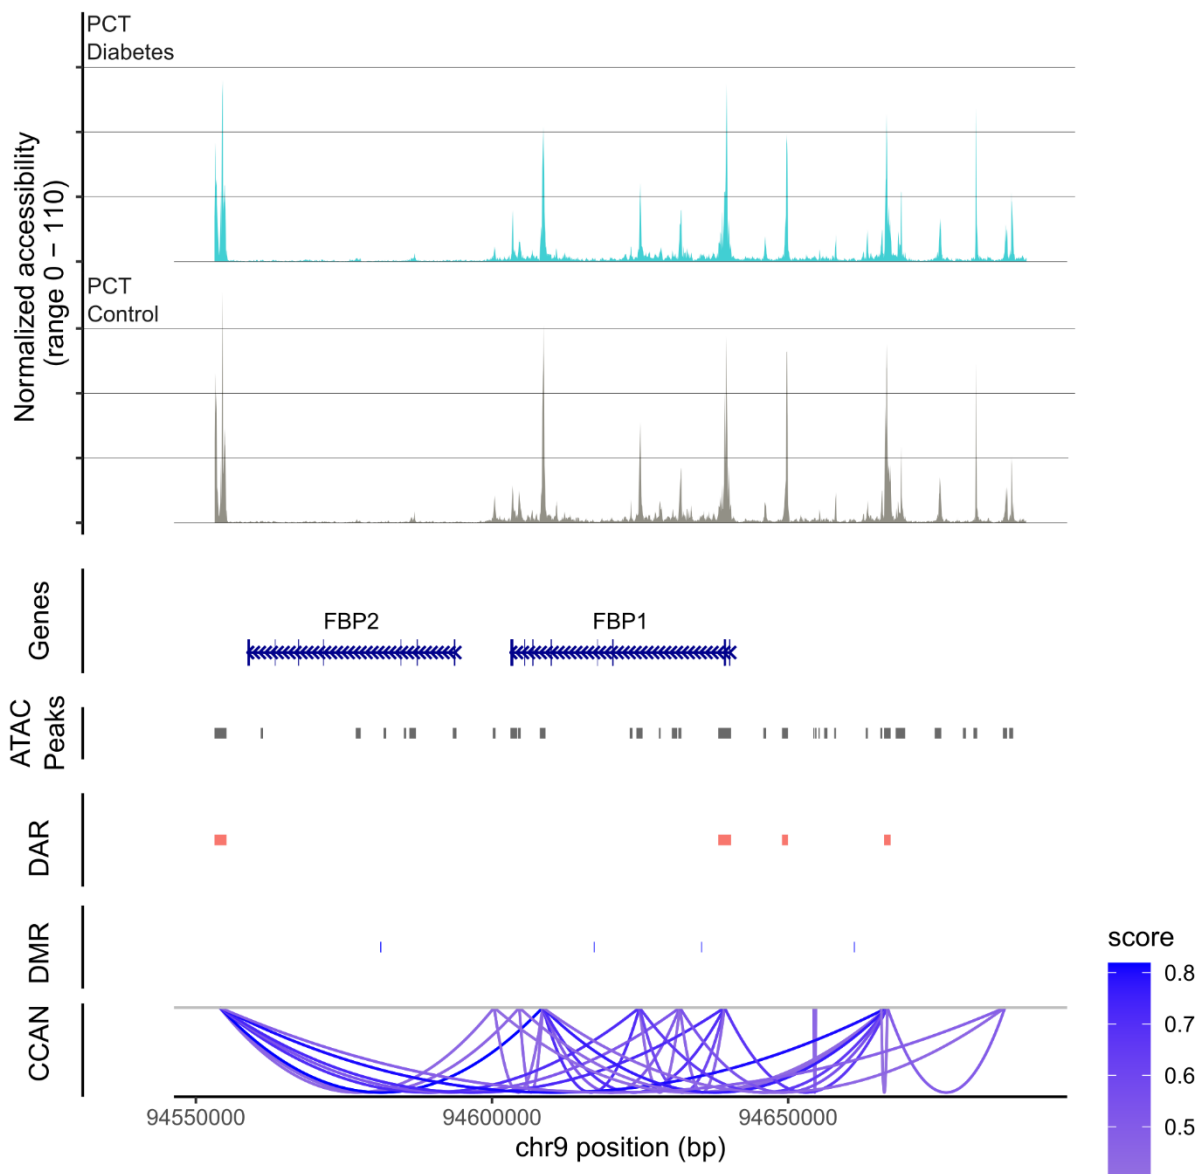 PCT
Diabetes
Normalized accessibility
(range 0 – 110)
PCT
Control
Genes
FBP2
FBP1
ATAC
Peaks
DAR
DMR
CCAN
score
0.8
0.7
0.6
0.5
94550000
94600000
94650000
chr9 position (bp)